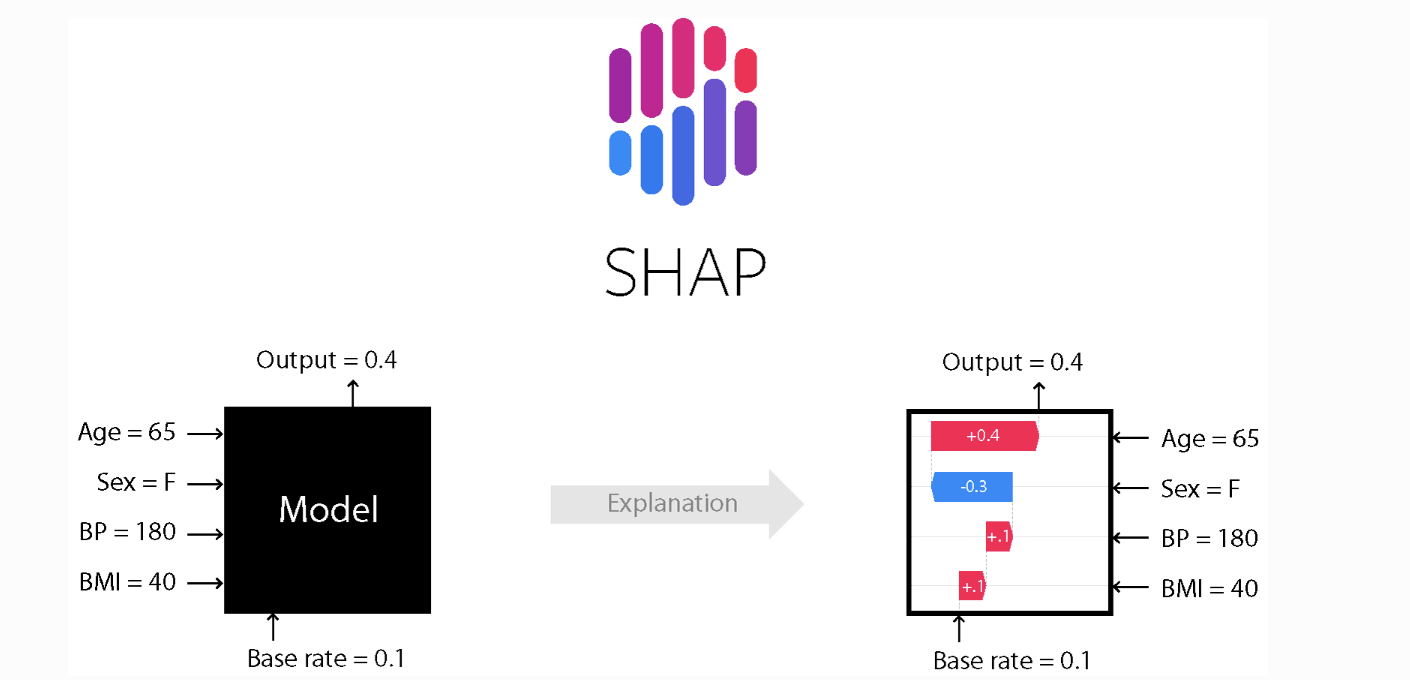 SHAP
Output = 0.4
Age = 65
Sex = F
BP = 180
BMI = 40
Model
Base rate = 0.1
Explanation
Output = 0.4
+0.4
Age = 65
-0.3
Sex = F
+.1
BP = 180
+.1
BMI = 40
Base rate = 0.1